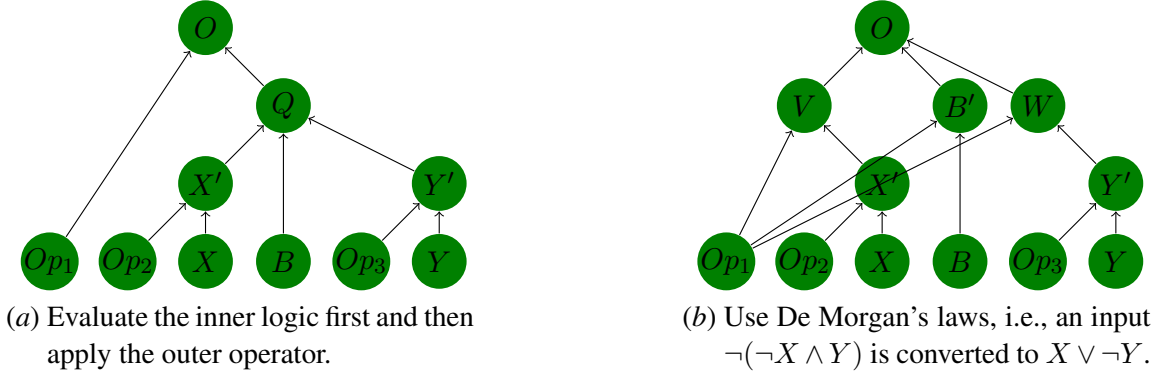 O
Q
X′ Y′
Op₁ Op₂ X B Op₃ Y
(a) Evaluate the inner logic first and then
apply the outer operator.
O
V B′ W
X′ Y′
Op₁ Op₂ X B Op₃ Y
(b) Use De Morgan's laws, i.e., an input
¬(¬X ∧ Y) is converted to X ∨ ¬Y.